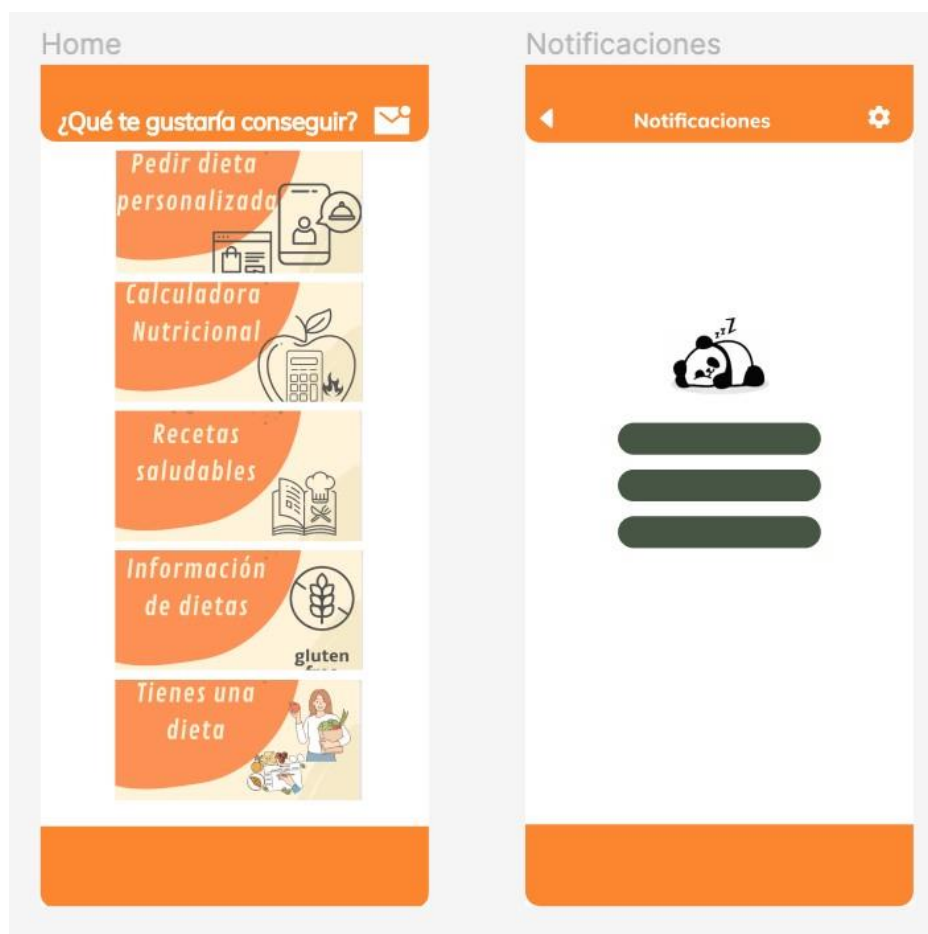 Home
Notificaciones
¿Qué te gustaría conseguir?
Notificaciones
Pedir dieta
personalizada
Calculadora
Nutricional
Recetas
saludables
Información
de dietas
gluten
Tienes una
dieta
zzZ